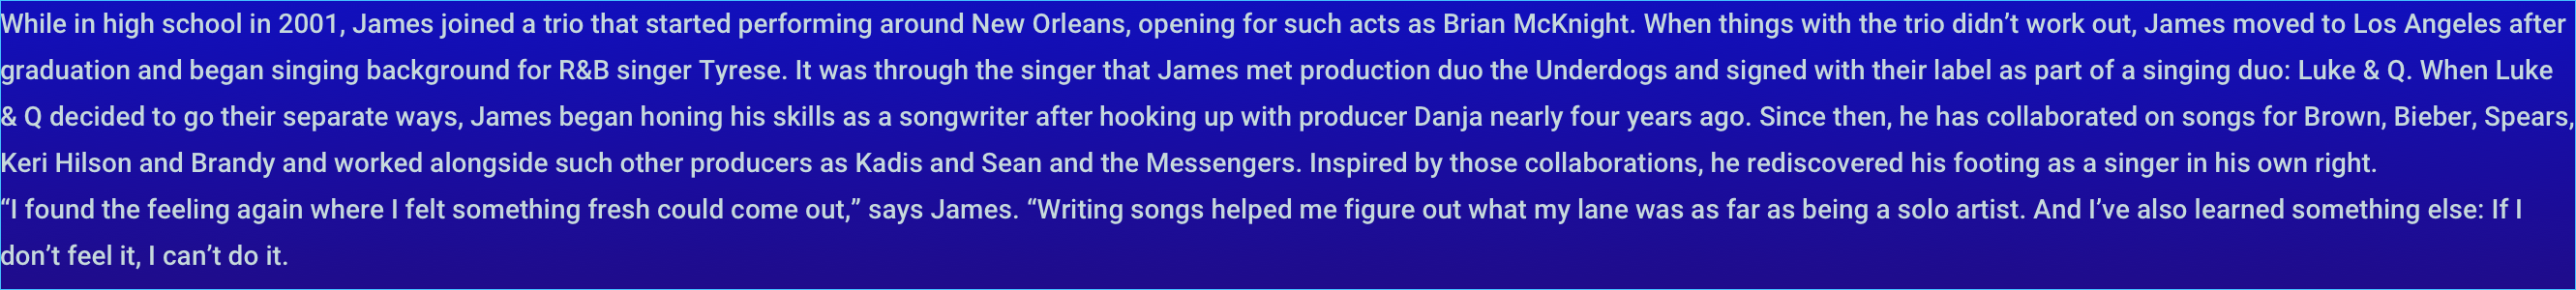 While in high school in 2001, James joined a trio that started performing around New Orleans, opening for such acts as Brian McKnight. When things with the trio didn’t work out, James moved to Los Angeles after
graduation and began singing background for R&B singer Tyrese. It was through the singer that James met production duo the Underdogs and signed with their label as part of a singing duo: Luke & Q. When Luke
& Q decided to go their separate ways, James began honing his skills as a songwriter after hooking up with producer Danja nearly four years ago. Since then, he has collaborated on songs for Brown, Bieber, Spears,
Keri Hilson and Brandy and worked alongside such other producers as Kadis and Sean and the Messengers. Inspired by those collaborations, he rediscovered his footing as a singer in his own right.
“I found the feeling again where I felt something fresh could come out,” says James. “Writing songs helped me figure out what my lane was as far as being a solo artist. And I’ve also learned something else: If I
don’t feel it, I can’t do it.